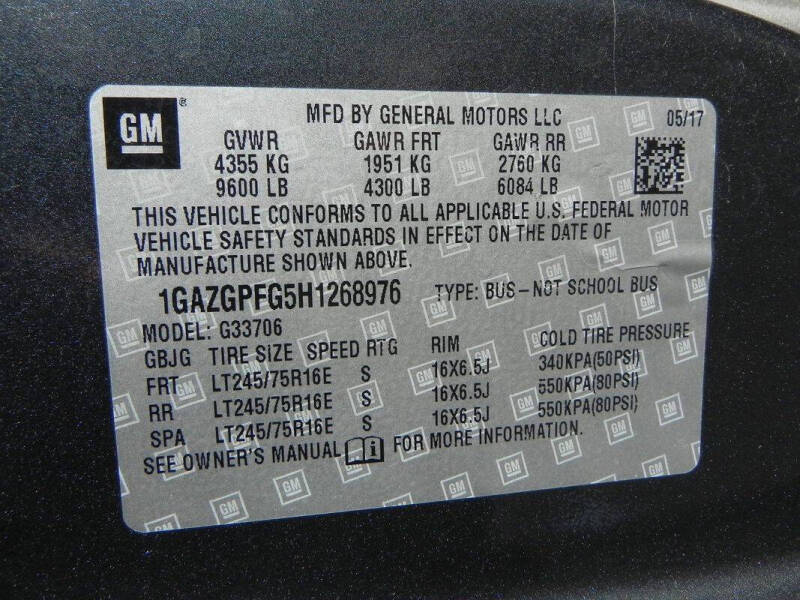 GM® MFD BY GENERAL MOTORS LLC 05/17
GVWR GAWR FRT GAWR RR
4355 KG 1951 KG 2760 KG
9600 LB 4300 LB 6084 LB
THIS VEHICLE CONFORMS TO ALL APPLICABLE U.S. FEDERAL MOTOR
VEHICLE SAFETY STANDARDS IN EFFECT ON THE DATE OF
MANUFACTURE SHOWN ABOVE.
1GAZGPFG5H1268976 TYPE: BUS-NOT SCHOOL BUS
MODEL: G33706
GBJG TIRE SIZE SPEED RTG RIM COLD TIRE PRESSURE
FRT LT245/75R16E S 16X6.5J 340KPA(50PSI)
RR LT245/75R16E S 16X6.5J 550KPA(80PSI)
SPA LT245/75R16E S 16X6.5J 550KPA(80PSI)
SEE OWNER'S MANUAL i FOR MORE INFORMATION.